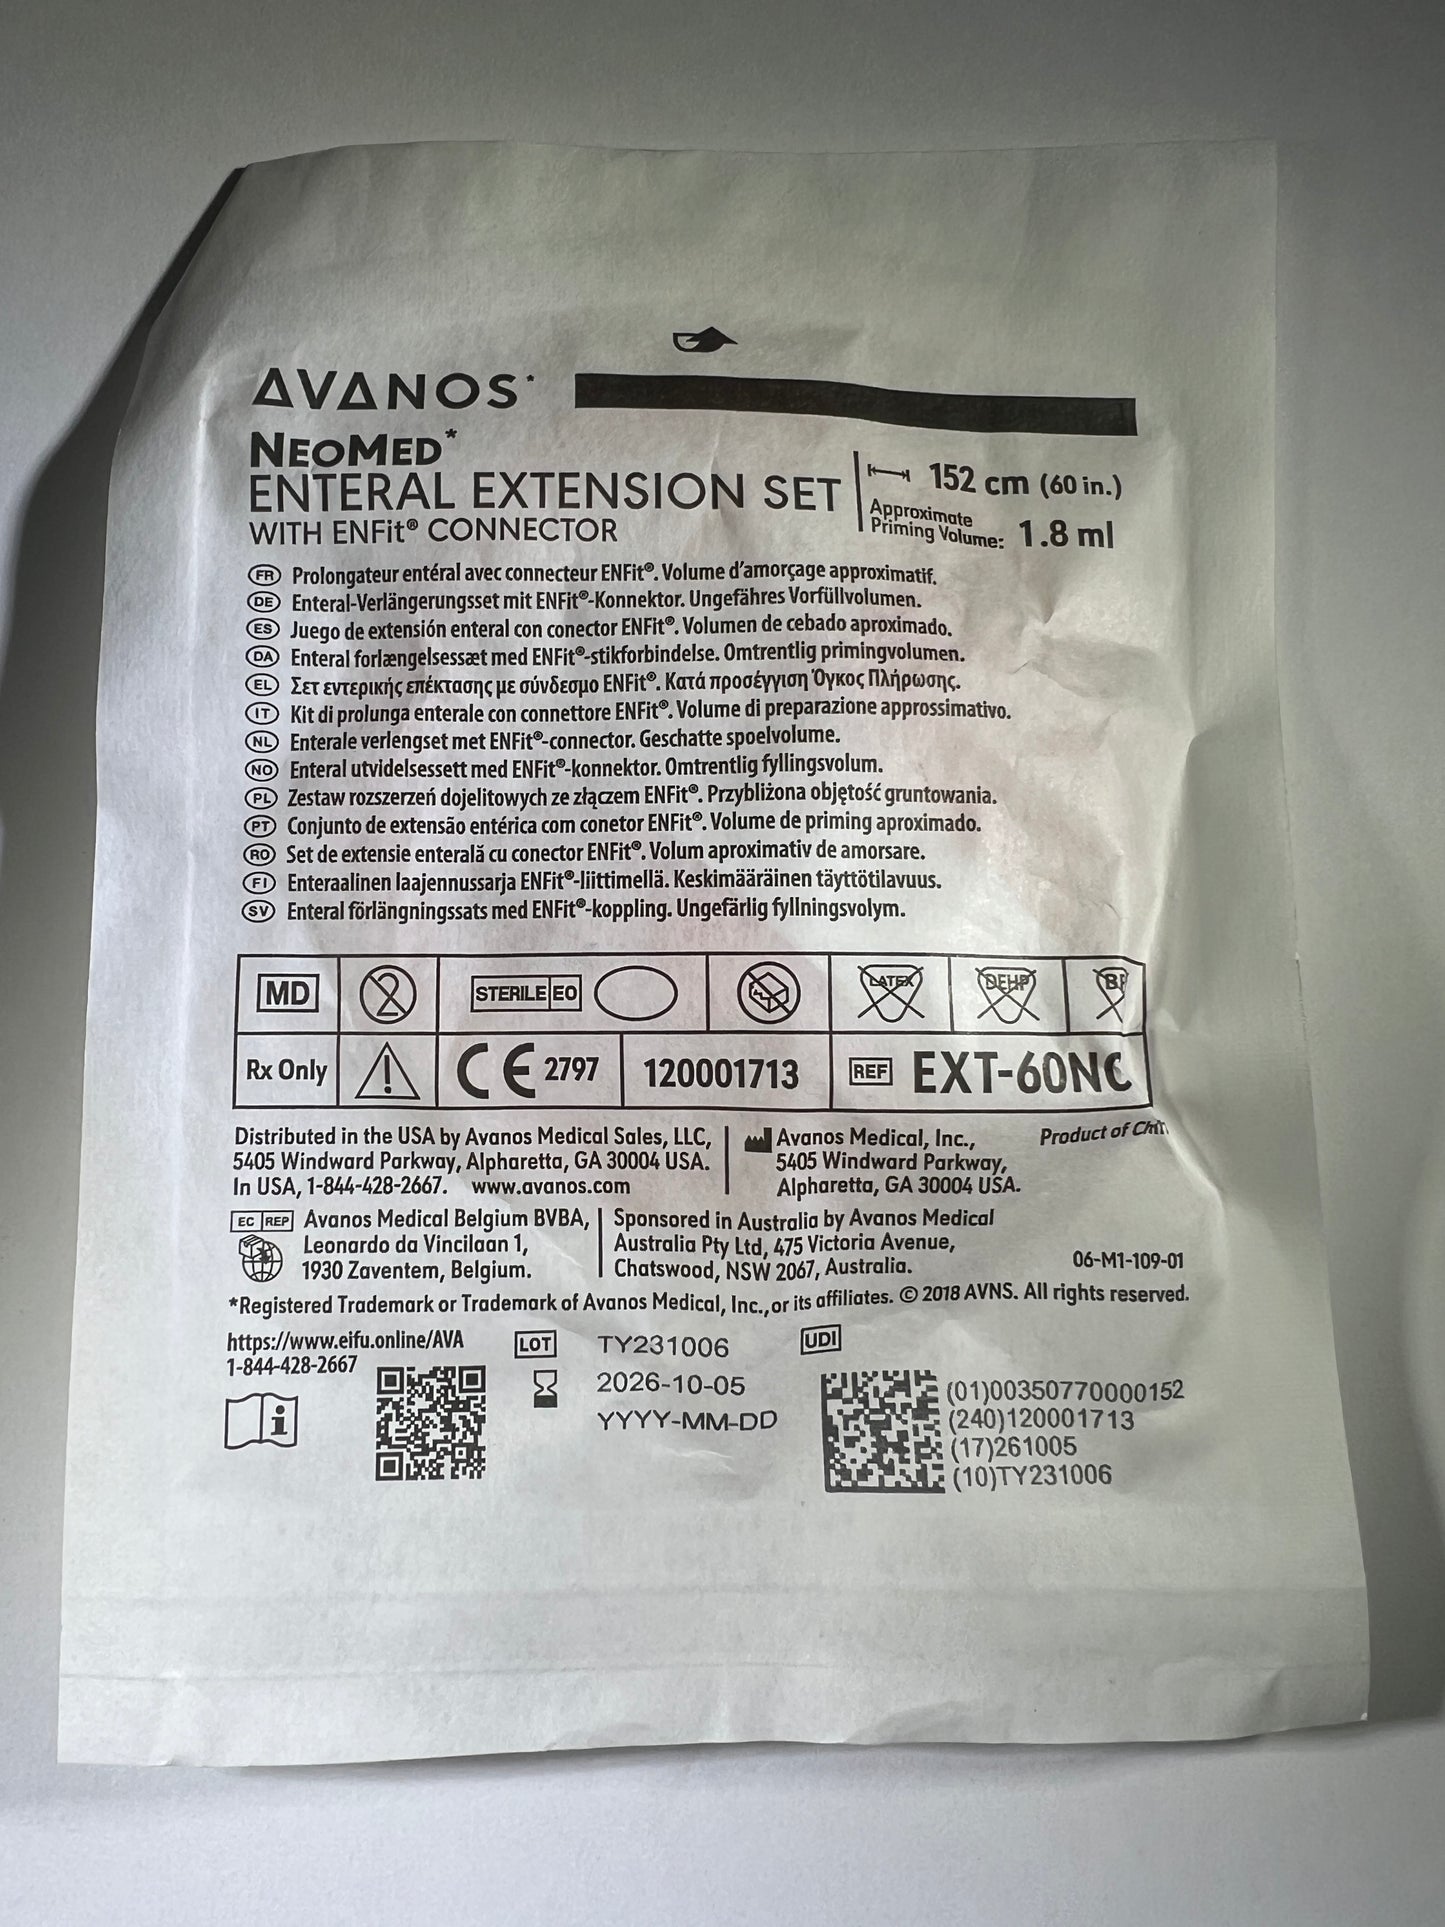 AVANOS*
NEOMED*
ENTERAL EXTENSION SET
WITH ENFit® CONNECTOR
152 cm (60 in.)
Approximate
Priming Volume: 1.8 ml
FR Prolongateur entéral avec connecteur ENFit®. Volume d'amorçage approximatif.
DE Enteral-Verlängerungsset mit ENFit®-Konnektor. Ungefähres Vorfüllvolumen.
ES Juego de extensión enteral con conector ENFit®. Volumen de cebado aproximado.
DA Enteral forlængelsessæt med ENFit®-stikforbindelse. Omtrentlig primingvolumen.
EL Σετ εντερικής επέκτασης με σύνδεσμο ENFit®. Κατά προσέγγιση Όγκος Πλήρωσης.
IT Kit di prolunga enterale con connettore ENFit®. Volume di preparazione approssimativo.
NL Enterale verlengset met ENFit®-connector. Geschatte spoelvolume.
NO Enteral utvidelsessett med ENFit®-konnektor. Omtrentlig fyllingsvolum.
PL Zestaw rozszerzeń dojelitowych ze złączem ENFit®. Przybliżona objętość gruntowania.
PT Conjunto de extensão entérica com conetor ENFit®. Volume de priming aproximado.
RO Set de extensie enterală cu conector ENFit®. Volum aproximativ de amorsare.
FI Enteraalinen laajennussarja ENFit®-liittimellä. Keskimääräinen täyttötilavuus.
SV Enteral förlängningssats med ENFit®-koppling. Ungefärlig fyllningsvolym.
MD 2 STERILE EO LATEX DEHP
Rx Only CE 2797 120001713 REF EXT-60NC
Distributed in the USA by Avanos Medical Sales, LLC,
5405 Windward Parkway, Alpharetta, GA 30004 USA.
In USA, 1-844-428-2667. www.avanos.com
Avanos Medical, Inc.,
5405 Windward Parkway,
Alpharetta, GA 30004 USA.
Product of
EC REP Avanos Medical Belgium BVBA,
Leonardo da Vincilaan 1,
1930 Zaventem, Belgium.
Sponsored in Australia by Avanos Medical
Australia Pty Ltd, 475 Victoria Avenue,
Chatswood, NSW 2067, Australia.
06-M1-109-01
*Registered Trademark or Trademark of Avanos Medical, Inc., or its affiliates. © 2018 AVNS. All rights reserved.
https://www.eifu.online/AVA
1-844-428-2667
LOT TY231006
2026-10-05
YYYY-MM-DD
UDI
(01)00350770000152
(240)120001713
(17)261005
(10)TY231006